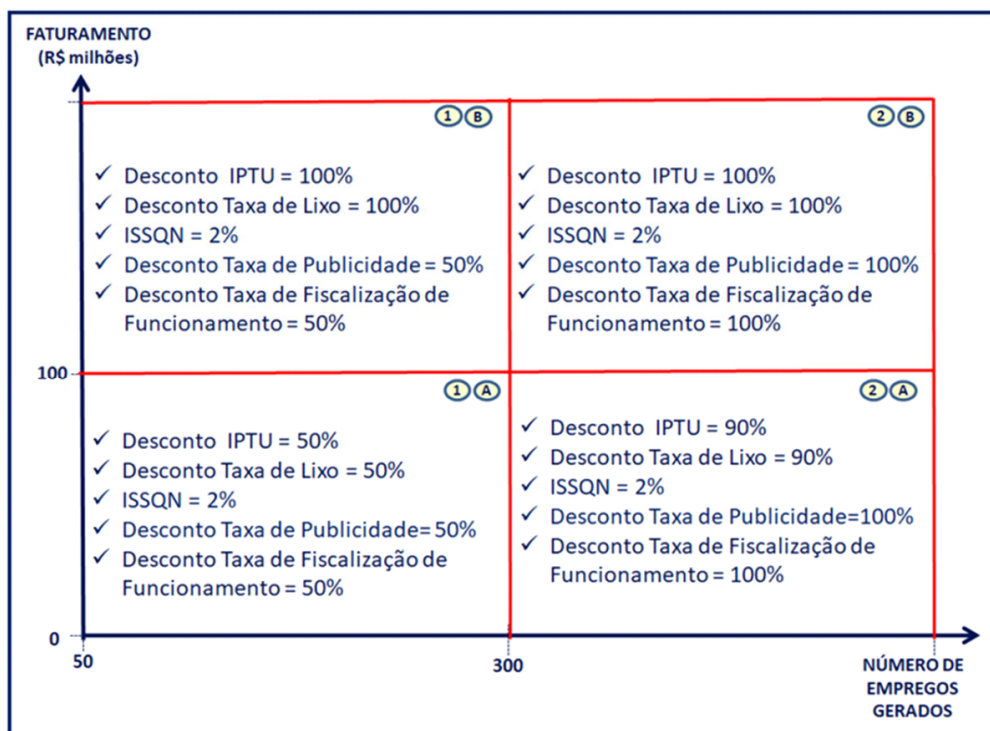 FATURAMENTO
(R$ milhões)
1 B
✓ Desconto IPTU = 100%
✓ Desconto Taxa de Lixo = 100%
✓ ISSQN = 2%
✓ Desconto Taxa de Publicidade = 50%
✓ Desconto Taxa de Fiscalização de
Funcionamento = 50%
2 B
✓ Desconto IPTU = 100%
✓ Desconto Taxa de Lixo = 100%
✓ ISSQN = 2%
✓ Desconto Taxa de Publicidade = 100%
✓ Desconto Taxa de Fiscalização de
Funcionamento = 100%
100
1 A
✓ Desconto IPTU = 50%
✓ Desconto Taxa de Lixo = 50%
✓ ISSQN = 2%
✓ Desconto Taxa de Publicidade= 50%
✓ Desconto Taxa de Fiscalização de
Funcionamento = 50%
2 A
✓ Desconto IPTU = 90%
✓ Desconto Taxa de Lixo = 90%
✓ ISSQN = 2%
✓ Desconto Taxa de Publicidade=100%
✓ Desconto Taxa de Fiscalização de
Funcionamento = 100%
0
50
300
NÚMERO DE
EMPREGOS
GERADOS